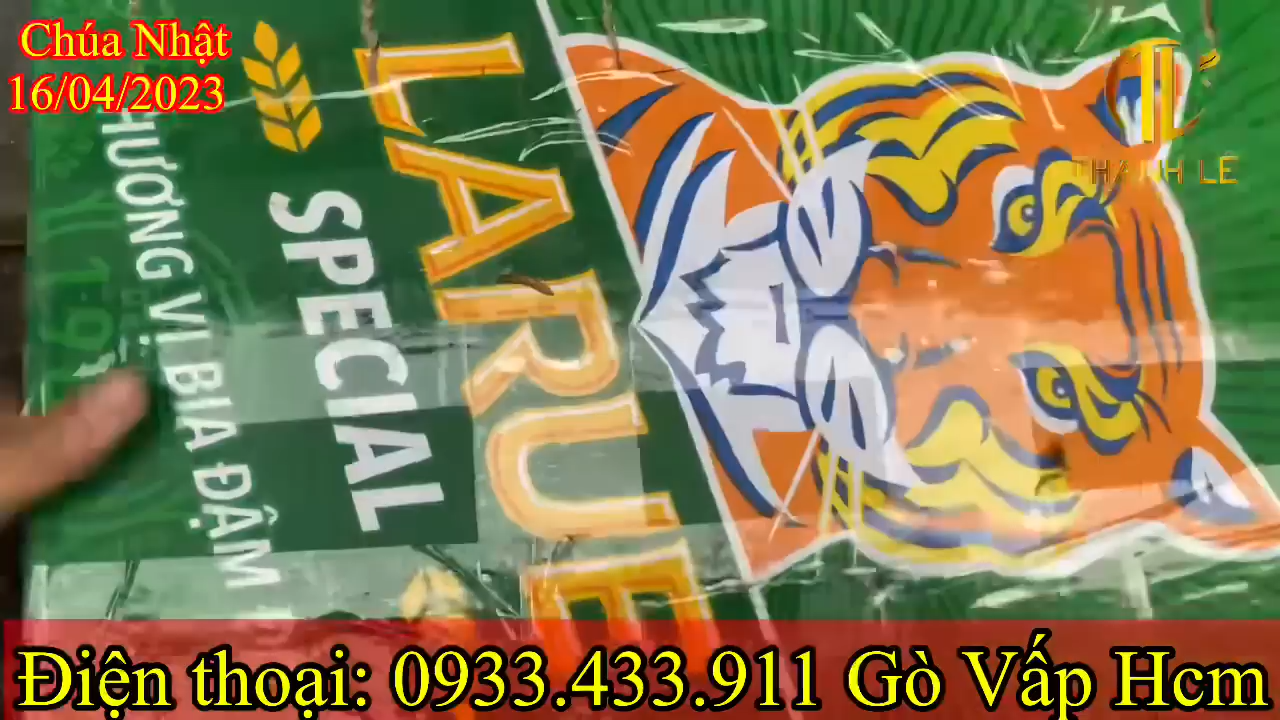 Chúa Nhật
16/04/2023
TL
THANH LE
LARUE
SPECIAL
HƯƠNG VỊ BIA ĐẬM
Điện thoại: 0933.433.911 Gò Vấp Hcm